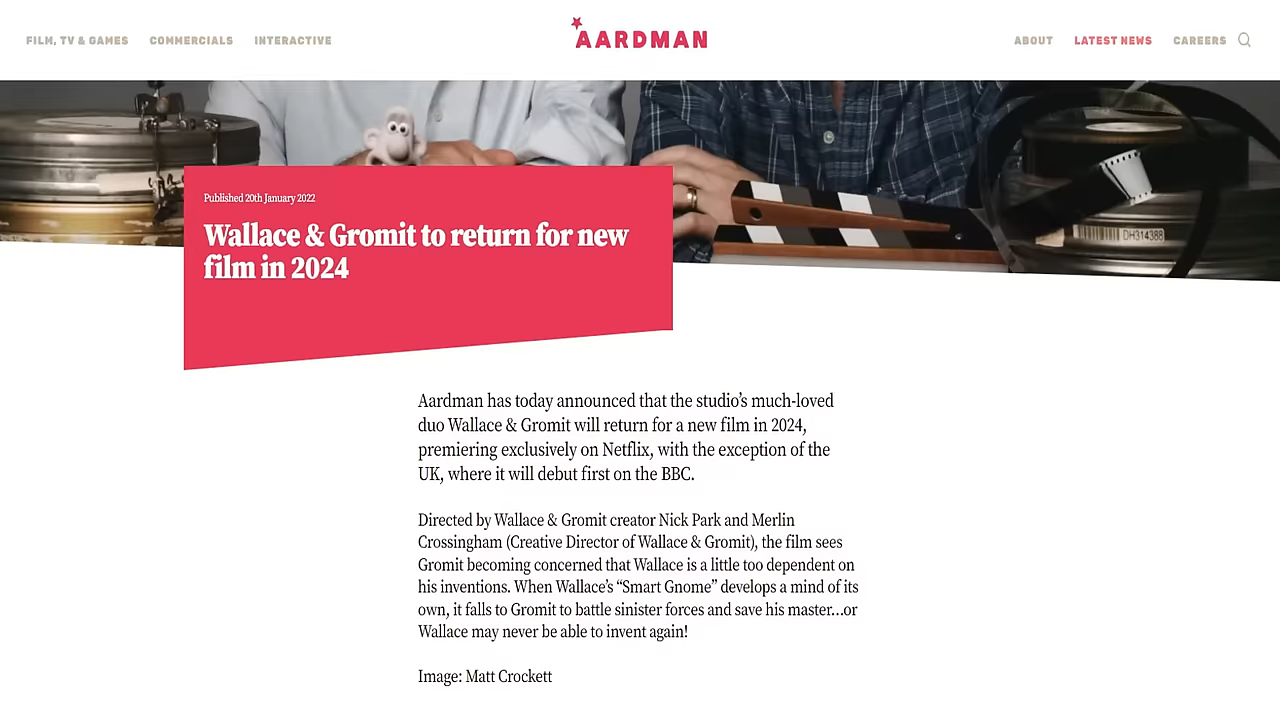 FILM, TV & GAMES
COMMERCIALS
INTERACTIVE
AARDMAN
ABOUT
LATEST NEWS
CAREERS
DH314388
Published 20th January 2022
Wallace & Gromit to return for new
film in 2024
Aardman has today announced that the studio’s much-loved
duo Wallace & Gromit will return for a new film in 2024,
premiering exclusively on Netflix, with the exception of the
UK, where it will debut first on the BBC.
Directed by Wallace & Gromit creator Nick Park and Merlin
Crossingham (Creative Director of Wallace & Gromit), the film sees
Gromit becoming concerned that Wallace is a little too dependent on
his inventions. When Wallace’s “Smart Gnome” develops a mind of its
own, it falls to Gromit to battle sinister forces and save his master…or
Wallace may never be able to invent again!
Image: Matt Crockett